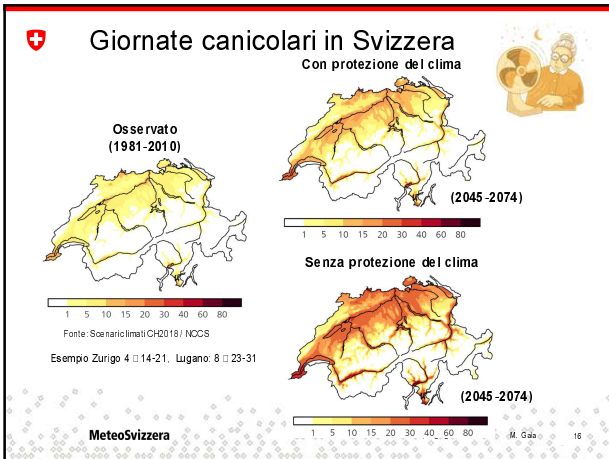 Giornate canicolari in Svizzera
Con protezione del clima
Osservato
(1981-2010)
(2045-2074)
1 5 10 15 20 30 40 60 80
Senza protezione del clima
1 5 10 15 20 30 40 60 80
Fonte: Scenari climatiCH2018 / NCCS
Esempio Zurigo 4 □ 14-21, Lugano: 8 □ 23-31
(2045-2074)
1 5 10 15 20 30 40 60 80
MeteoSvizzera
M. Gaia
16